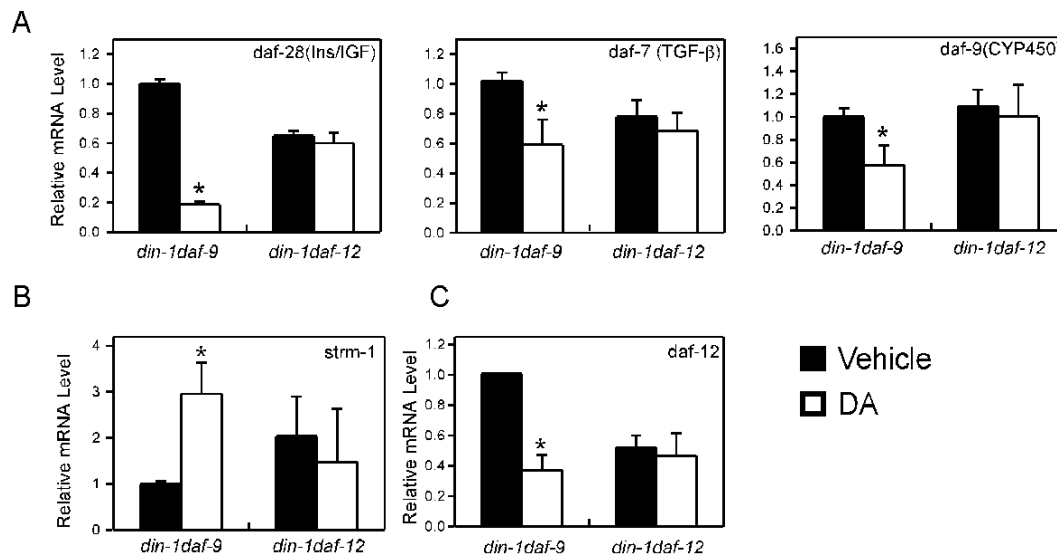 A
daf-28(Ins/IGF)
Relative mRNA Level
1.2
1.0
0.8
0.6
0.4
0.2
0.0
*
din-1daf-9
din-1daf-12
daf-7 (TGF-β)
1.2
1.0
0.8
0.6
0.4
0.2
0.0
*
din-1daf-9
din-1daf-12
daf-9(CYP450)
1.6
1.4
1.2
1.0
0.8
0.6
0.4
0.2
0.0
*
din-1daf-9
din-1daf-12
B
strm-1
Relative mRNA Level
4
3
2
1
0
*
din-1daf-9
din-1daf-12
C
daf-12
Relative mRNA Level
1.2
1.0
0.8
0.6
0.4
0.2
0.0
*
din-1daf-9
din-1daf-12
Vehicle
DA